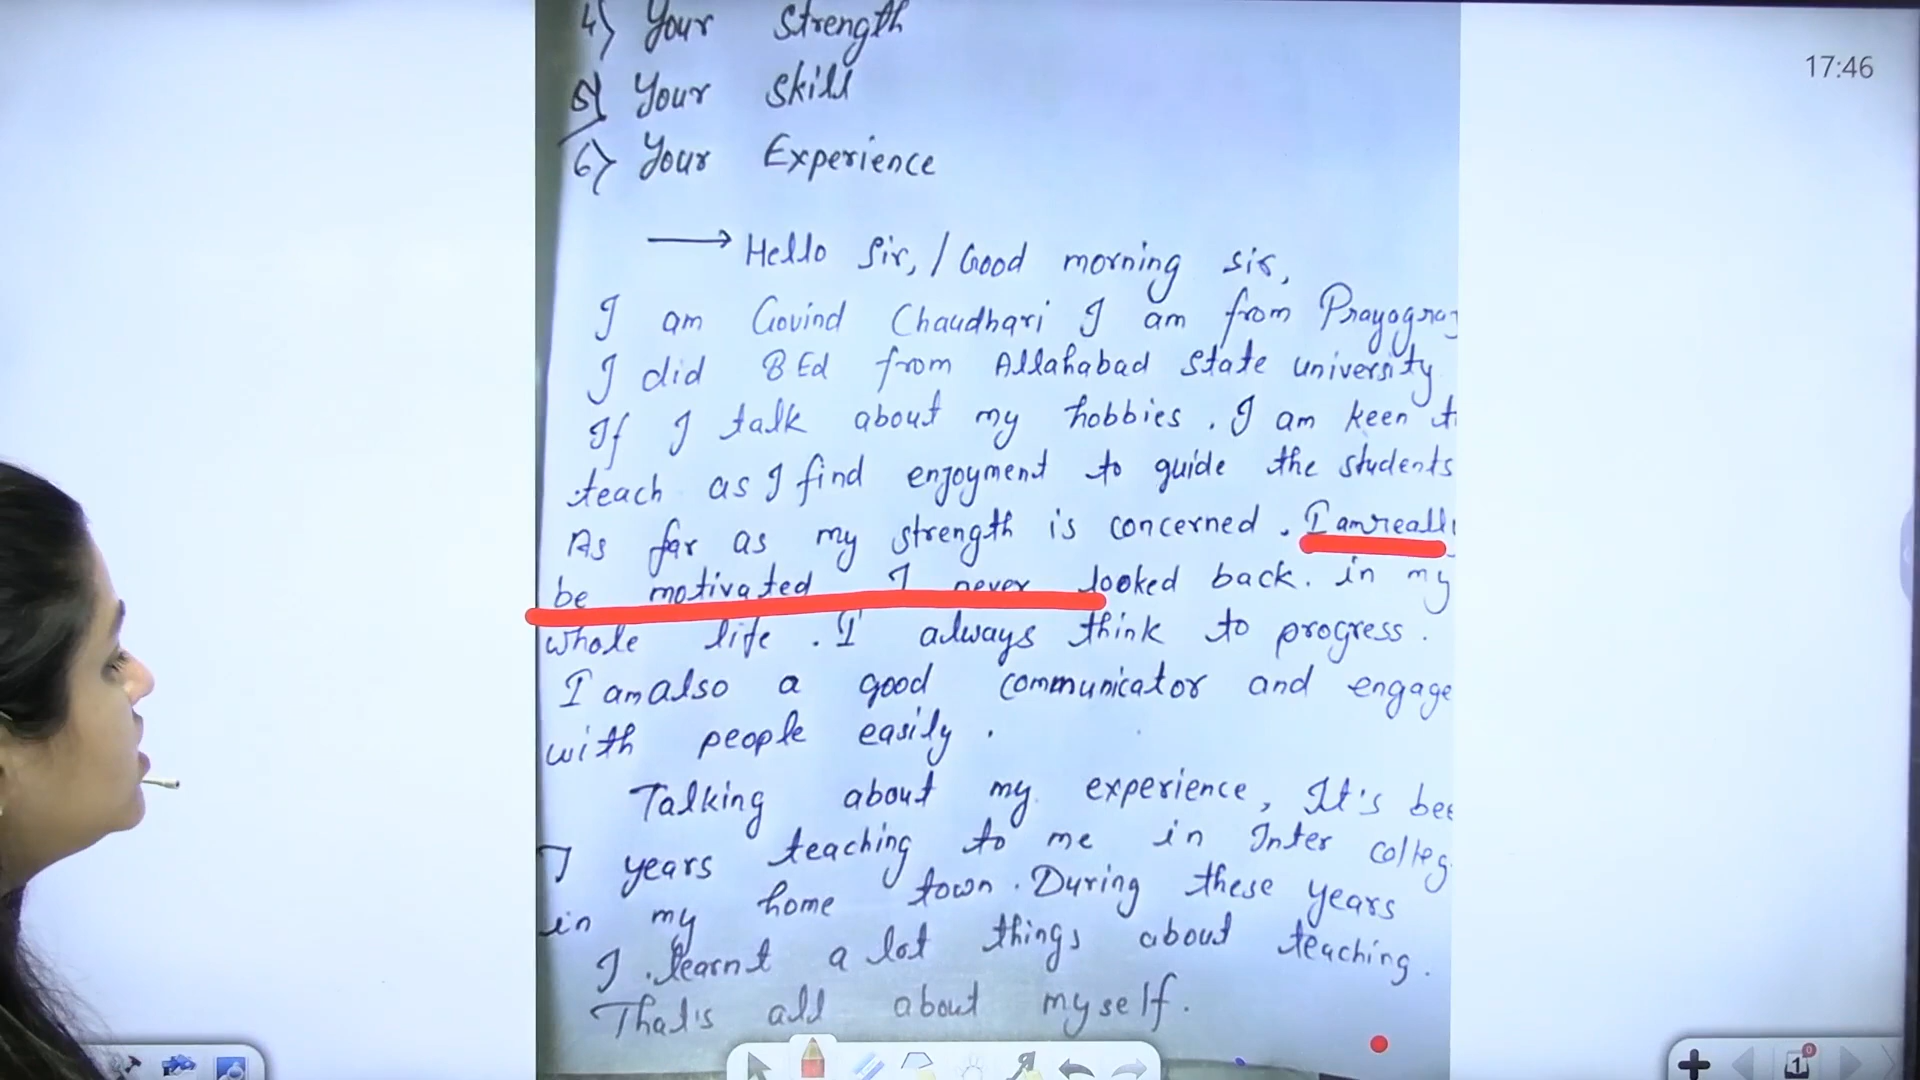 4) Your Strength
5) Your Skill
6) Your Experience
17:46
→ Hello Sir, / Good morning sir,
I am Govind Chaudhari I am from Prayagraj
I did B Ed from Allahabad State university
If I talk about my hobbies . I am keen t
teach as I find enjoyment to guide the students
As far as my strength is concerned . I am reall
be motivated I never looked back. in my
whole life . I always think to progress .
I am also a good communicator and engage
with people easily .
Talking about my experience, It's bee
years teaching to me in Inter colleg
in my home town . During these years
I learnt a lot things about teaching .
That's all about myself .
1
0